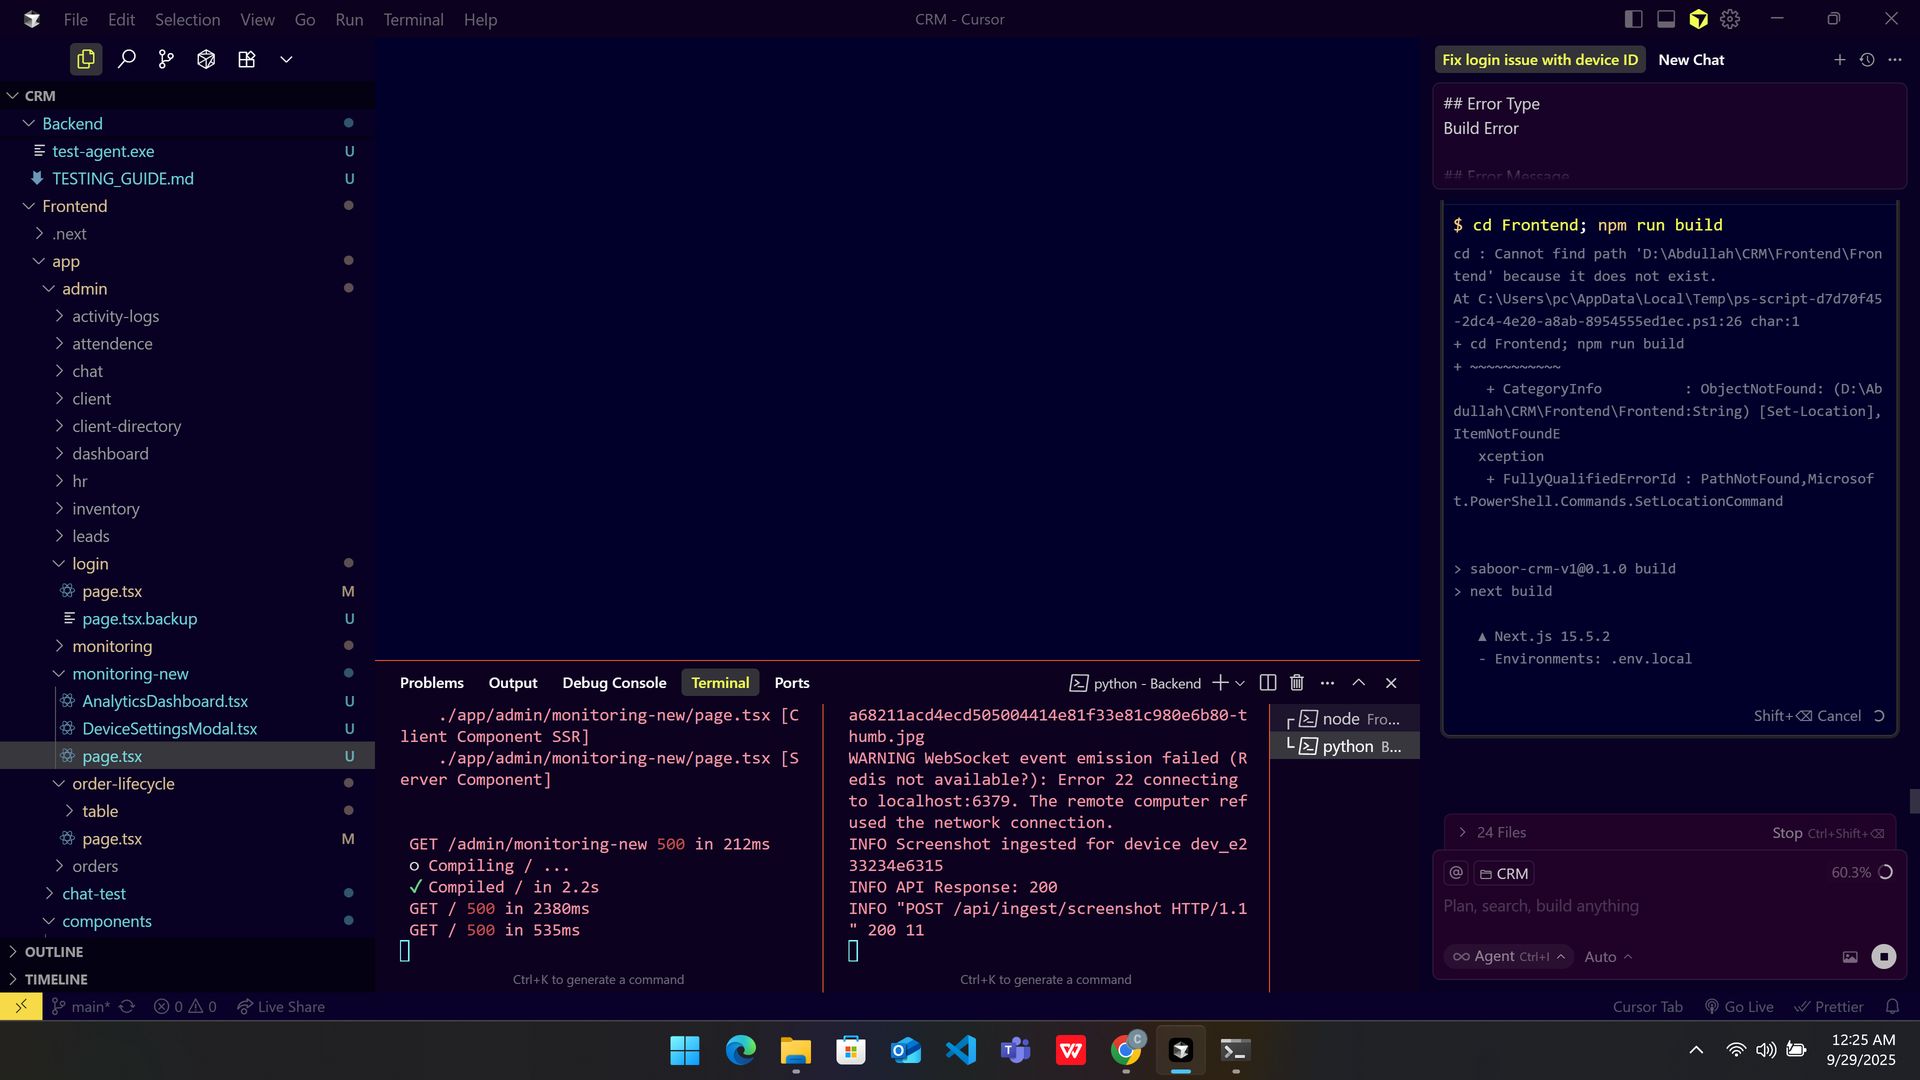 File Edit Selection View Go Run Terminal Help
CRM - Cursor
CRM
Backend
test-agent.exe U
TESTING_GUIDE.md U
Frontend
.next
app
admin
activity-logs
attendence
chat
client
client-directory
dashboard
hr
inventory
leads
login
page.tsx M
page.tsx.backup U
monitoring
monitoring-new
AnalyticsDashboard.tsx U
DeviceSettingsModal.tsx U
page.tsx U
order-lifecycle
table
page.tsx M
orders
chat-test
components
OUTLINE
TIMELINE
Problems Output Debug Console Terminal Ports
python - Backend
./app/admin/monitoring-new/page.tsx [C
lient Component SSR]
./app/admin/monitoring-new/page.tsx [S
erver Component]
GET /admin/monitoring-new 500 in 212ms
○ Compiling / ...
✓ Compiled / in 2.2s
GET / 500 in 2380ms
GET / 500 in 535ms
Ctrl+K to generate a command
a68211acd4ecd505004414e81f33e81c980e6b80-t
humb.jpg
WARNING WebSocket event emission failed (R
edis not available?): Error 22 connecting
to localhost:6379. The remote computer ref
used the network connection.
INFO Screenshot ingested for device dev_e2
33234e6315
INFO API Response: 200
INFO "POST /api/ingest/screenshot HTTP/1.1
" 200 11
Ctrl+K to generate a command
node Fro...
python B...
Fix login issue with device ID New Chat
## Error Type
Build Error
## Error Message
$ cd Frontend; npm run build
cd : Cannot find path 'D:\Abdullah\CRM\Frontend\Fron
tend' because it does not exist.
At C:\Users\pc\AppData\Local\Temp\ps-script-d7d70f45
-2dc4-4e20-a8ab-8954555ed1ec.ps1:26 char:1
+ cd Frontend; npm run build
+ ~~~~~~~~~~~
+ CategoryInfo : ObjectNotFound: (D:\Ab
dullah\CRM\Frontend\Frontend:String) [Set-Location],
ItemNotFoundE
xception
+ FullyQualifiedErrorId : PathNotFound,Microsof
t.PowerShell.Commands.SetLocationCommand
> saboor-crm-v1@0.1.0 build
> next build
▲ Next.js 15.5.2
- Environments: .env.local
Shift+⌫ Cancel
24 Files Stop Ctrl+Shift+⌫
@ CRM 60.3%
Plan, search, build anything
∞ Agent Ctrl+I Auto
main* 0 0 Live Share
Cursor Tab Go Live Prettier
12:25 AM
9/29/2025